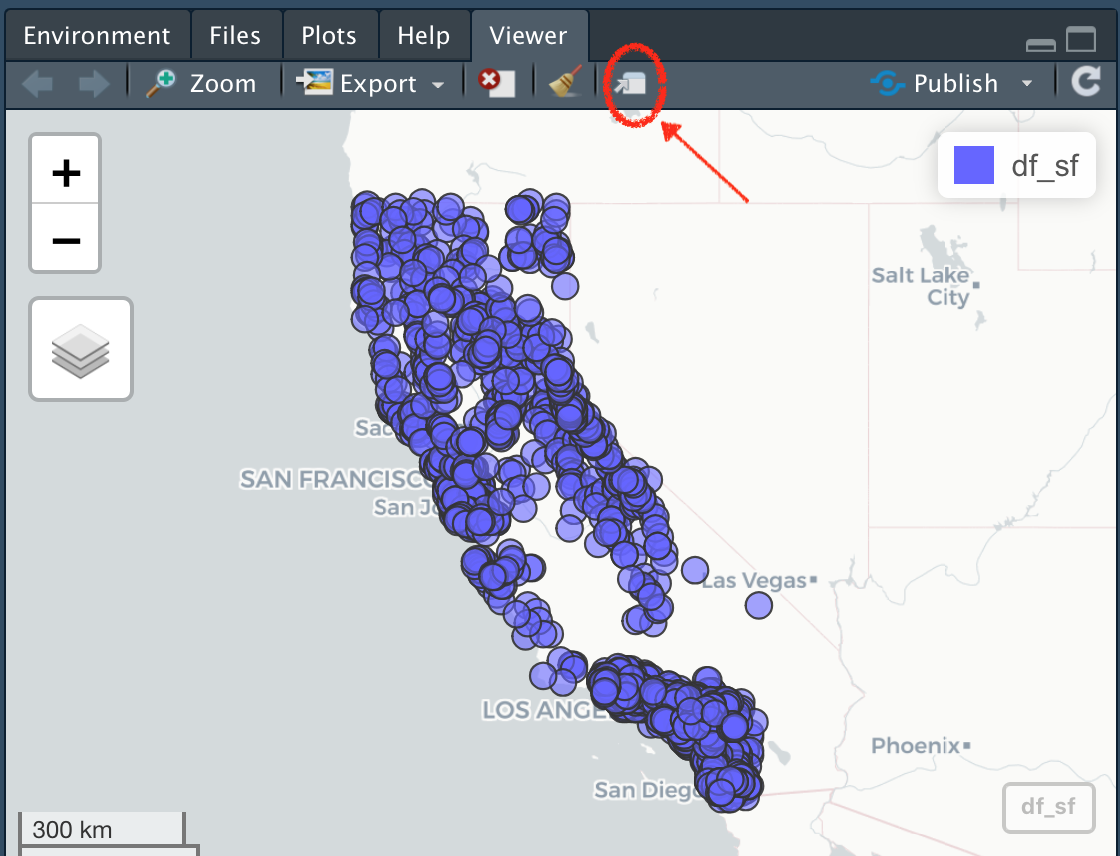 Environment Files Plots Help Viewer
Zoom Export Publish
+
−
df_sf
Salt Lake
City
Sac
SAN FRANCISCO
San Jo
Las Vegas
LOS ANGE
Phoenix
San Diego
df_sf
300 km